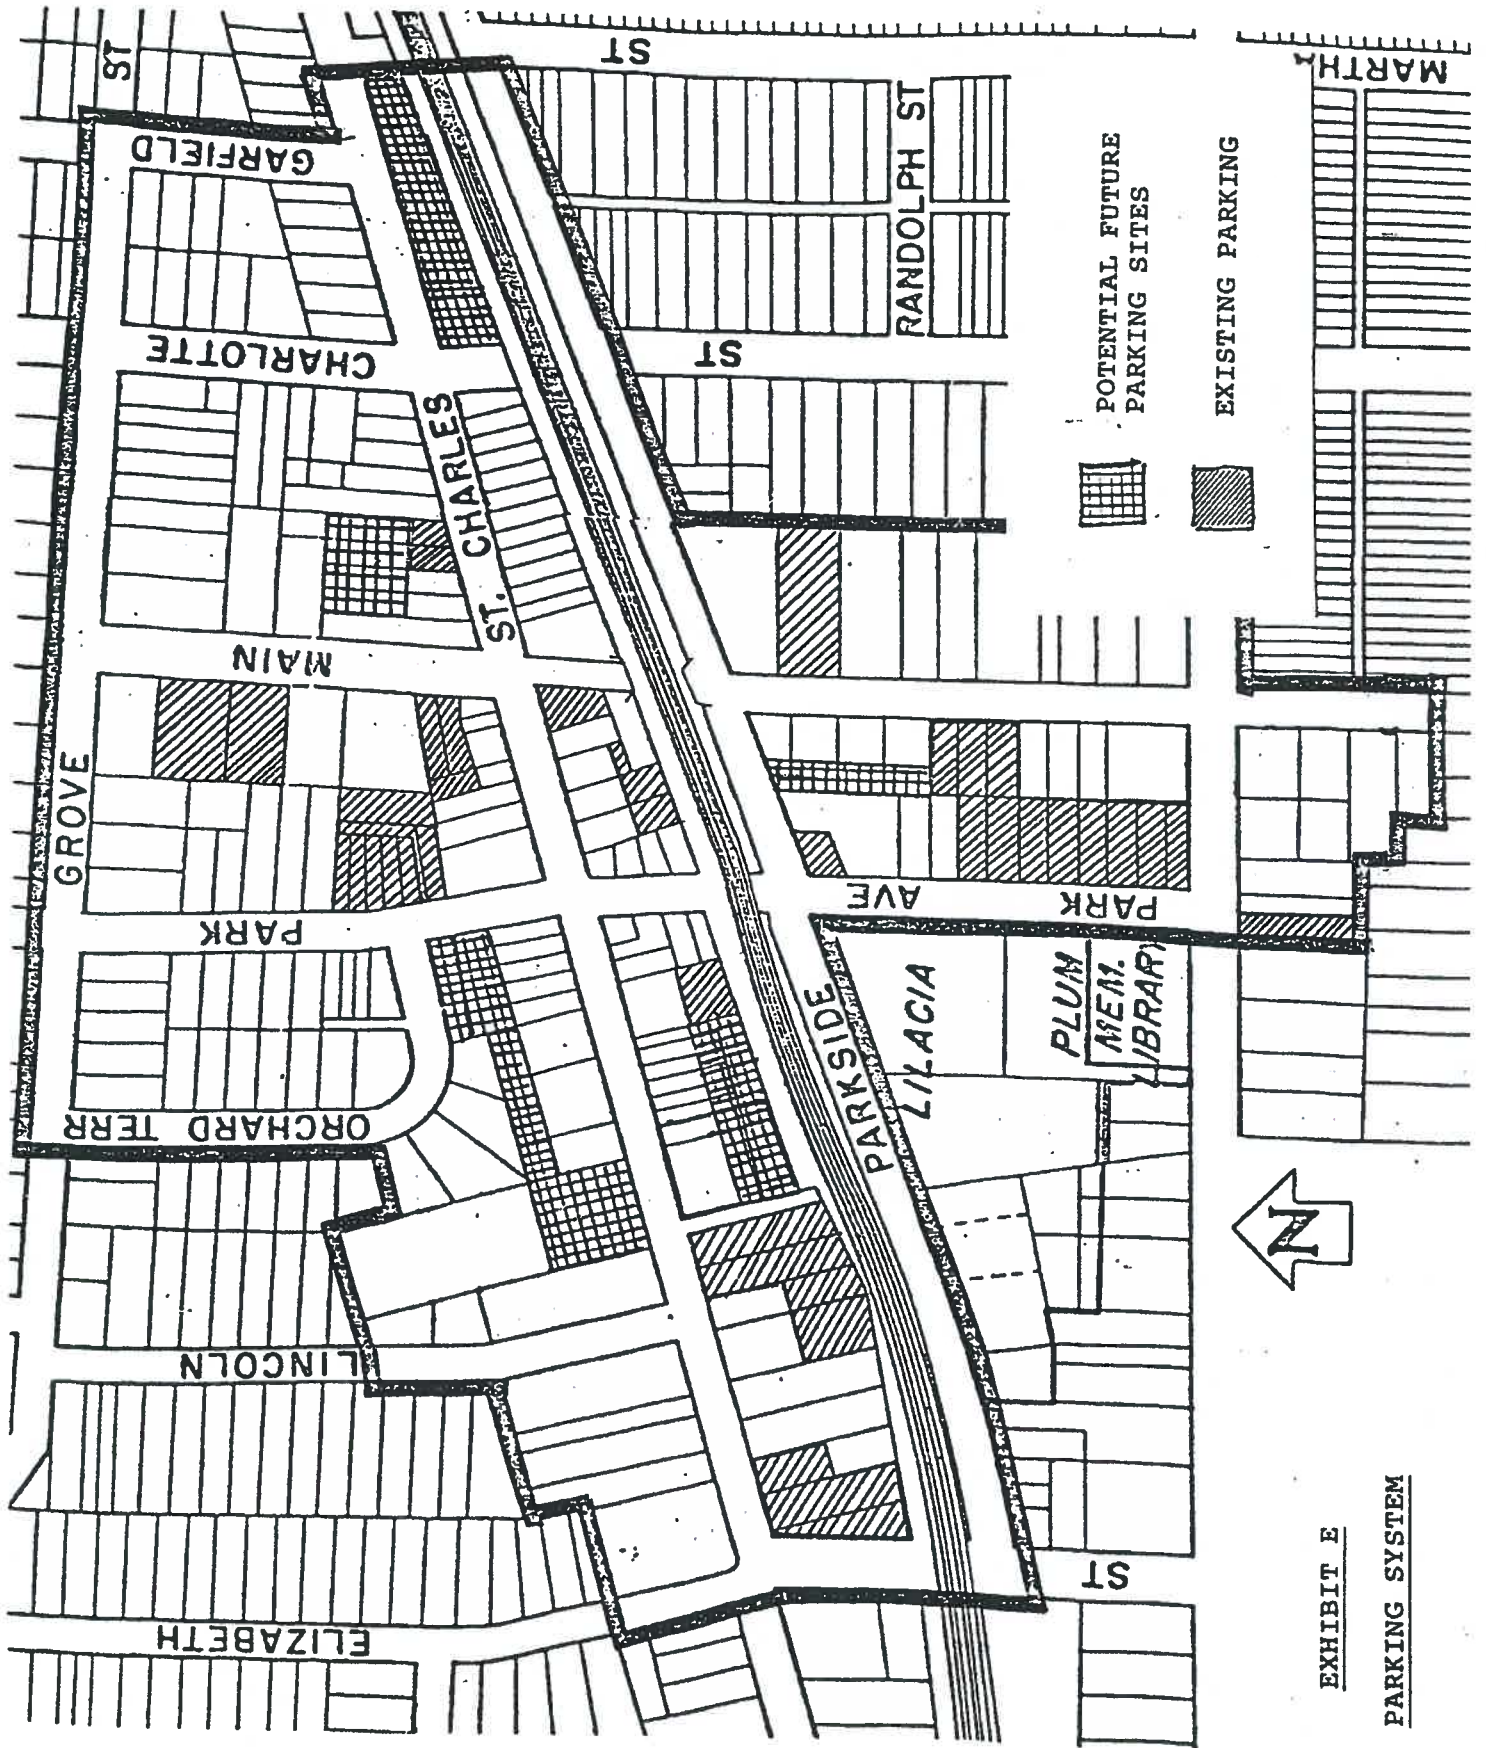 ST
GARFIELD
CHARLOTTE
ST. CHARLES
MAIN
GROVE
PARK
ORCHARD TERR
LINCOLN
ELIZABETH
ST
RANDOLPH ST
ST
PARK AVE
PARKSIDE
LILACIA
PLUM
MEM.
LIBRARY
ST
MARTH
POTENTIAL FUTURE
PARKING SITES
EXISTING PARKING
N
EXHIBIT E
PARKING SYSTEM